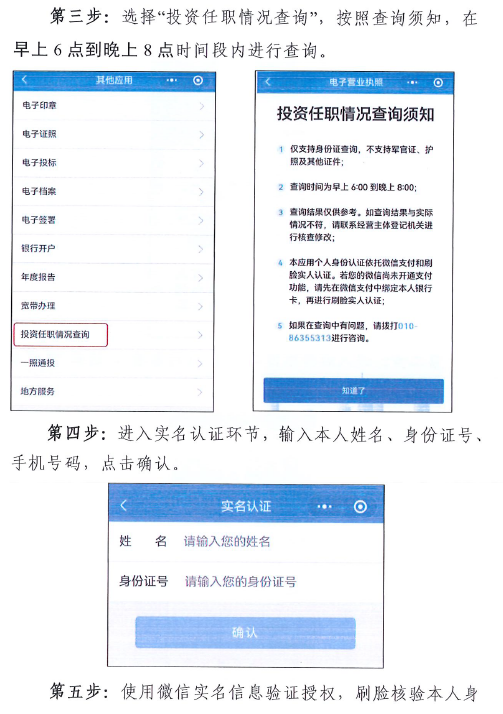 第三步：选择“投资任职情况查询”，按照查询须知，在
早上 6 点到晚上 8 点时间段内进行查询。
其他应用
电子印章
电子证照
电子投标
电子档案
电子签署
银行开户
年度报告
宽带办理
投资任职情况查询
一照通投
地方服务
电子营业执照
投资任职情况查询须知
1 仅支持身份证查询，不支持军官证、护
照及其他证件；
2 查询时间为早上 6:00 到晚上 8:00；
3 查询结果仅供参考。如查询结果与实际
情况不符，请联系经营主体登记机关进
行核查修改；
4 本应用个人身份认证依托微信支付和刷
脸实人认证。若您的微信尚未开通支付
功能，请先在微信支付中绑定本人银行
卡，再进行刷脸实人认证；
5 如果在查询中有问题，请拨打010-
86355313进行咨询。
知道了
第四步：进入实名认证环节，输入本人姓名、身份证号、
手机号码，点击确认。
实名认证
姓 名 请输入您的姓名
身份证号 请输入您的身份证号
确认
第五步：使用微信实名信息验证授权，刷脸核验本人身